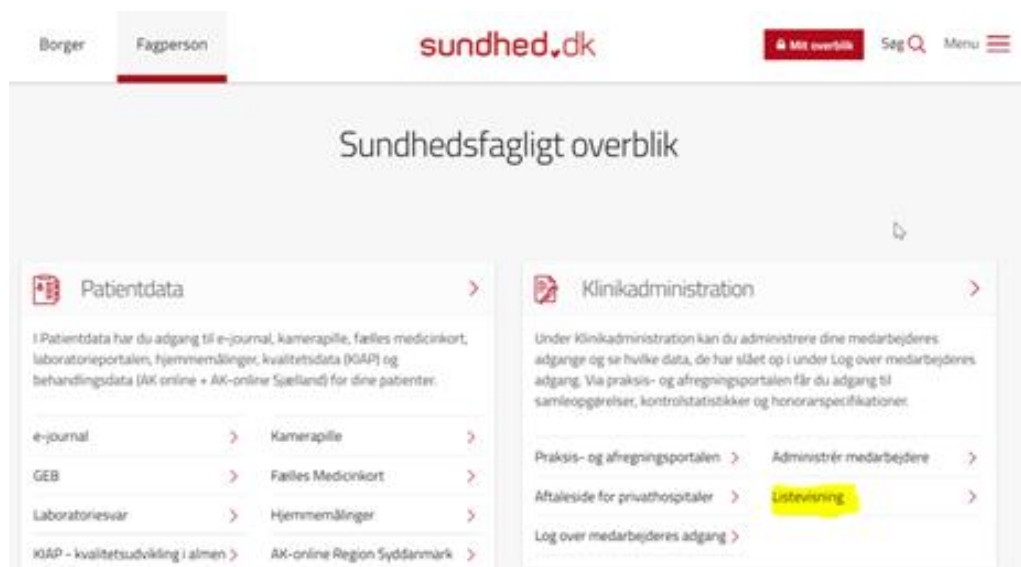 Borger
Fagperson
sundhed.dk
Mit overblik
Søg
Menu
Sundhedsfagligt overblik
Patientdata
I Patientdata har du adgang til e-journal, kamerapille, fælles medicinkort,
laboratorieportalen, hjemmemålinger, kvalitetsdata (KIAP) og
behandlingsdata (AK online + AK-online Sjælland) for dine patienter.
e-journal
Kamerapille
GEB
Fælles Medicinkort
Laboratoriesvar
Hjemmemålinger
KIAP - kvalitetsudvikling i almen
AK-online Region Syddanmark
Klinikadministration
Under Klinikadministration kan du administrere dine medarbejderes
adgange og se hvilke data, de har slået op i under Log over medarbejderes
adgang. Via praksis- og afregningsportalen får du adgang til
samleopgørelser, kontrolstatistikker og honorarspecifikationer.
Praksis- og afregningsportalen
Administrér medarbejdere
Aftaleside for privathospitaler
Listevisning
Log over medarbejderes adgang